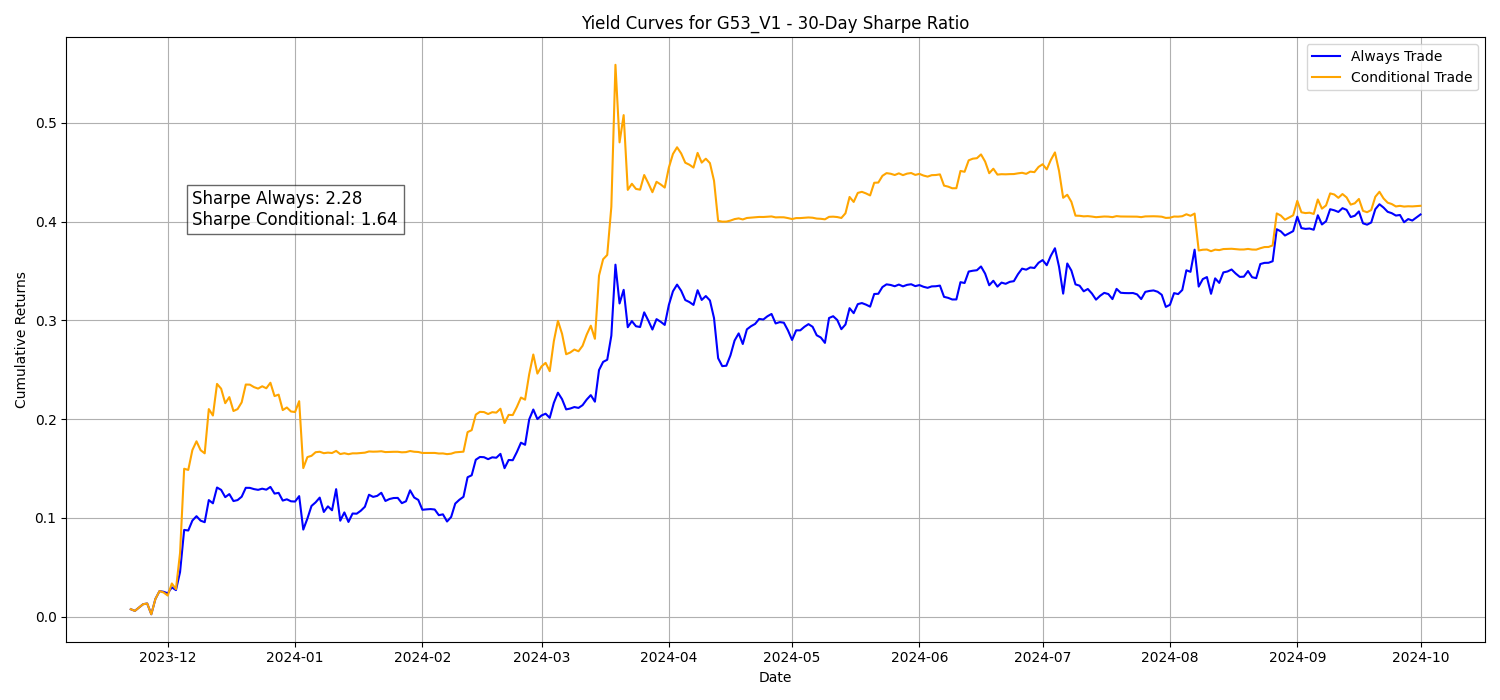 Yield Curves for G53_V1 - 30-Day Sharpe Ratio
Always Trade
Conditional Trade
Sharpe Always: 2.28
Sharpe Conditional: 1.64
Cumulative Returns
0.5
0.4
0.3
0.2
0.1
0.0
2023-12 2024-01 2024-02 2024-03 2024-04 2024-05 2024-06 2024-07 2024-08 2024-09 2024-10
Date